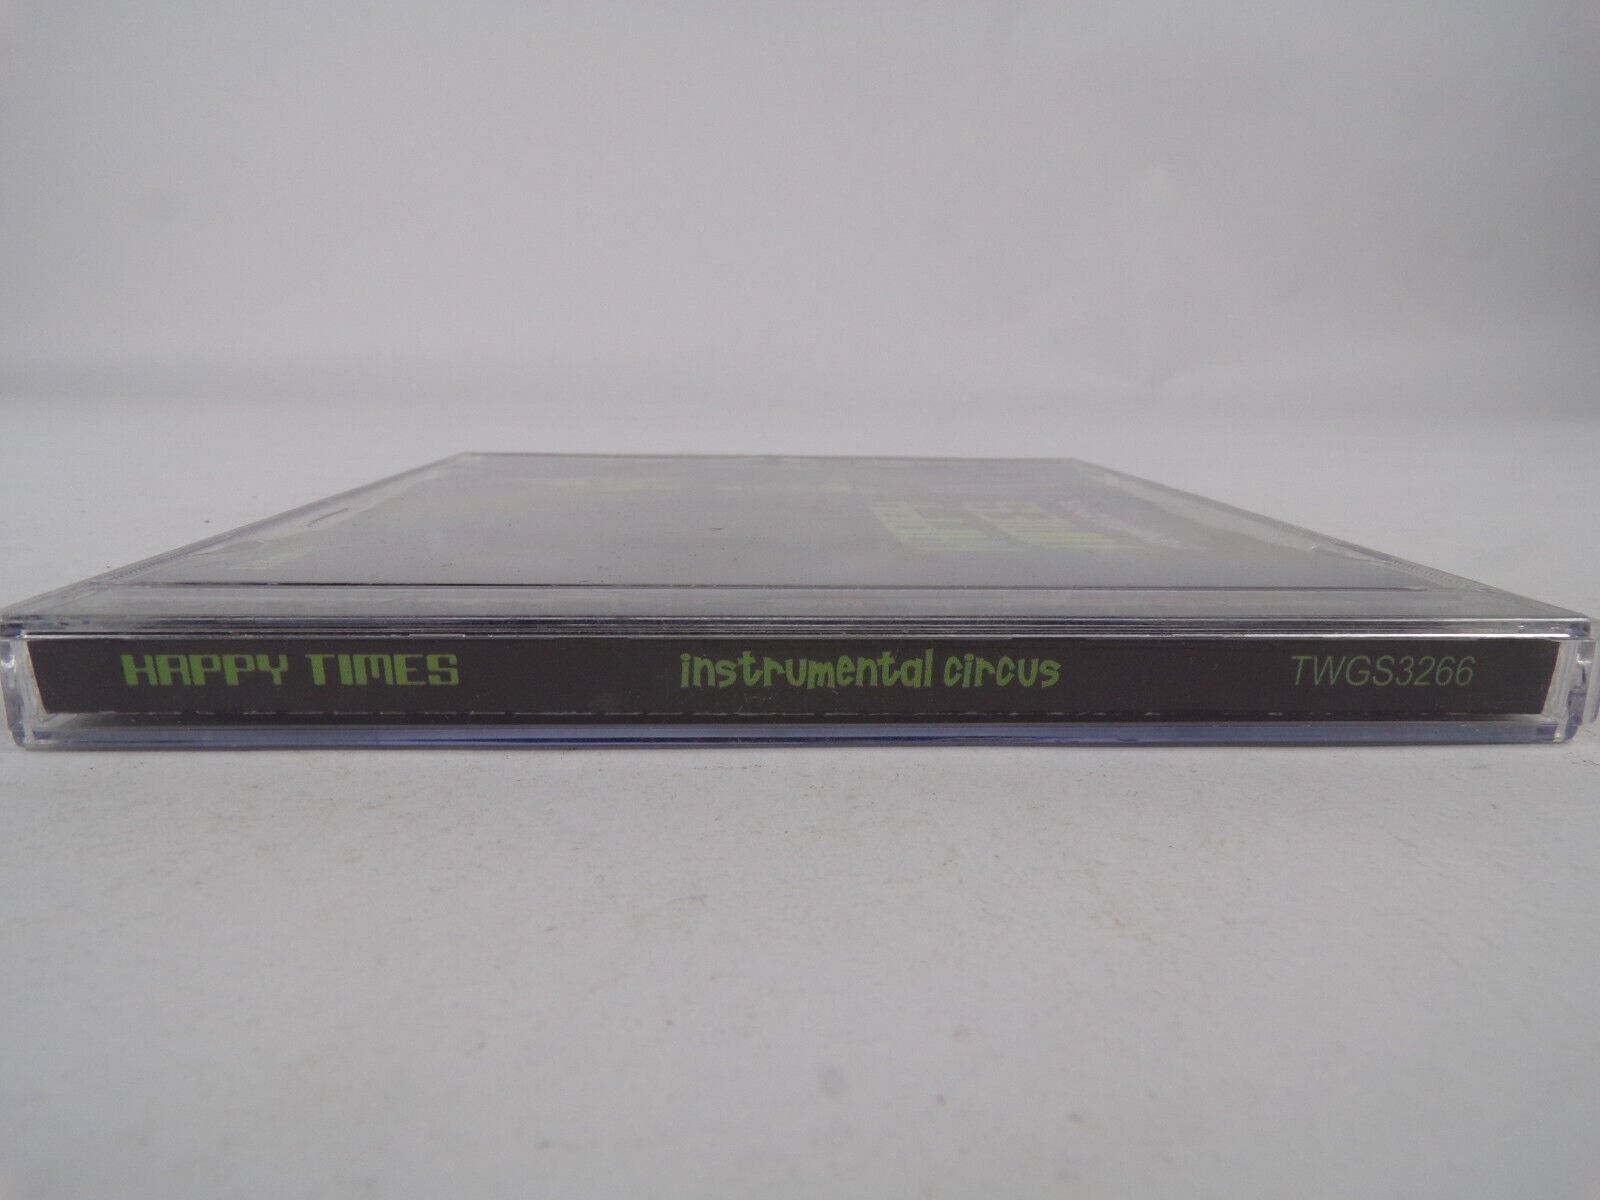 HAPPY TIMES instrumental circus TWGS3266